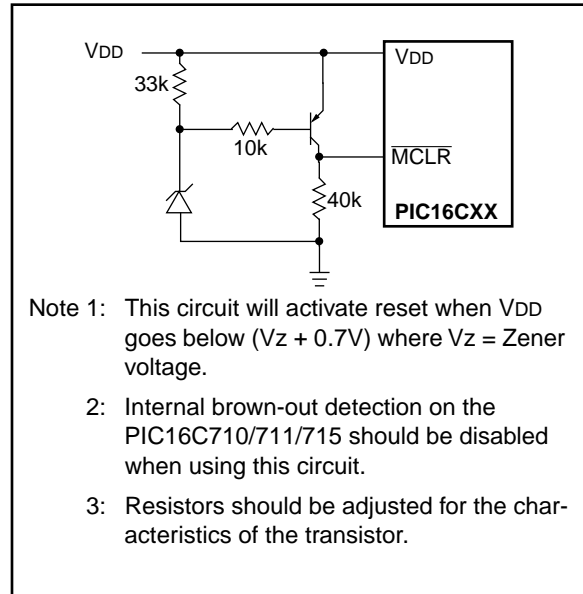 VDD
VDD
33k
10k
MCLR
40k
PIC16CXX
Note 1: This circuit will activate reset when VDD
goes below (Vz + 0.7V) where Vz = Zener
voltage.
2: Internal brown-out detection on the
PIC16C710/711/715 should be disabled
when using this circuit.
3: Resistors should be adjusted for the char-
acteristics of the transistor.